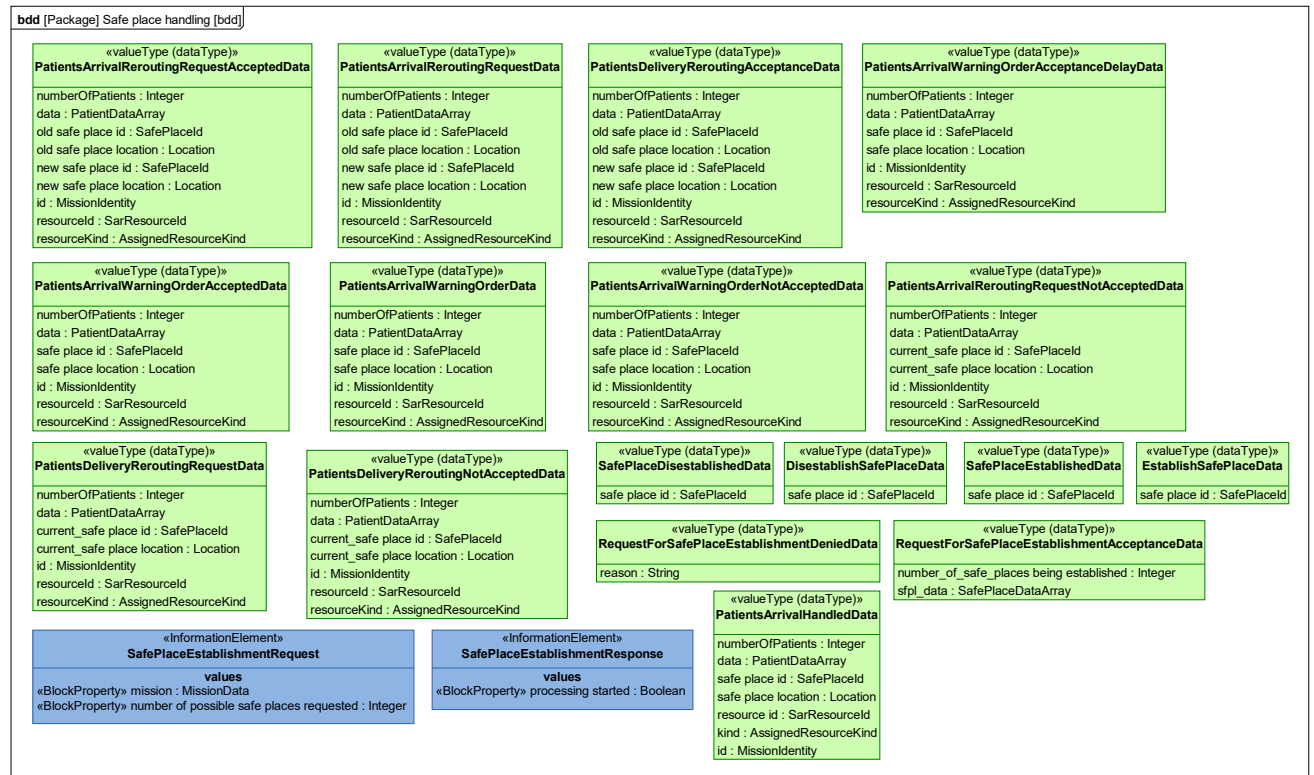 bdd [Package] Safe place handling [bdd]
«valueType (dataType)»
PatientsArrivalReroutingRequestAcceptedData
numberOfPatients : Integer
data : PatientDataArray
old safe place id : SafePlaceId
old safe place location : Location
new safe place id : SafePlaceId
new safe place location : Location
id : MissionIdentity
resourceId : SarResourceId
resourceKind : AssignedResourceKind
«valueType (dataType)»
PatientsArrivalReroutingRequestData
numberOfPatients : Integer
data : PatientDataArray
old safe place id : SafePlaceId
old safe place location : Location
new safe place id : SafePlaceId
new safe place location : Location
id : MissionIdentity
resourceId : SarResourceId
resourceKind : AssignedResourceKind
«valueType (dataType)»
PatientsDeliveryReroutingAcceptanceData
numberOfPatients : Integer
data : PatientDataArray
old safe place id : SafePlaceId
old safe place location : Location
new safe place id : SafePlaceId
new safe place location : Location
id : MissionIdentity
resourceId : SarResourceId
resourceKind : AssignedResourceKind
«valueType (dataType)»
PatientsArrivalWarningOrderAcceptanceDelayData
numberOfPatients : Integer
data : PatientDataArray
safe place id : SafePlaceId
safe place location : Location
id : MissionIdentity
resourceId : SarResourceId
resourceKind : AssignedResourceKind
«valueType (dataType)»
PatientsArrivalWarningOrderAcceptedData
numberOfPatients : Integer
data : PatientDataArray
safe place id : SafePlaceId
safe place location : Location
id : MissionIdentity
resourceId : SarResourceId
resourceKind : AssignedResourceKind
«valueType (dataType)»
PatientsArrivalWarningOrderData
numberOfPatients : Integer
data : PatientDataArray
safe place id : SafePlaceId
safe place location : Location
id : MissionIdentity
resourceId : SarResourceId
resourceKind : AssignedResourceKind
«valueType (dataType)»
PatientsArrivalWarningOrderNotAcceptedData
numberOfPatients : Integer
data : PatientDataArray
safe place id : SafePlaceId
safe place location : Location
id : MissionIdentity
resourceId : SarResourceId
resourceKind : AssignedResourceKind
«valueType (dataType)»
PatientsArrivalReroutingRequestNotAcceptedData
numberOfPatients : Integer
data : PatientDataArray
current_safe place id : SafePlaceId
current_safe place location : Location
id : MissionIdentity
resourceId : SarResourceId
resourceKind : AssignedResourceKind
«valueType (dataType)»
PatientsDeliveryReroutingRequestData
numberOfPatients : Integer
data : PatientDataArray
current_safe place id : SafePlaceId
current_safe place location : Location
id : MissionIdentity
resourceId : SarResourceId
resourceKind : AssignedResourceKind
«valueType (dataType)»
PatientsDeliveryReroutingNotAcceptedData
numberOfPatients : Integer
data : PatientDataArray
current_safe place id : SafePlaceId
current_safe place location : Location
id : MissionIdentity
resourceId : SarResourceId
resourceKind : AssignedResourceKind
«valueType (dataType)»
SafePlaceDisestablishedData
safe place id : SafePlaceId
«valueType (dataType)»
DisestablishSafePlaceData
safe place id : SafePlaceId
«valueType (dataType)»
SafePlaceEstablishedData
safe place id : SafePlaceId
«valueType (dataType)»
EstablishSafePlaceData
safe place id : SafePlaceId
«valueType (dataType)»
RequestForSafePlaceEstablishmentDeniedData
reason : String
«valueType (dataType)»
RequestForSafePlaceEstablishmentAcceptanceData
number_of_safe_places being established : Integer
sfpl_data : SafePlaceDataArray
«valueType (dataType)»
PatientsArrivalHandledData
numberOfPatients : Integer
data : PatientDataArray
safe place id : SafePlaceId
safe place location : Location
resource id : SarResourceId
kind : AssignedResourceKind
id : MissionIdentity
«InformationElement»
SafePlaceEstablishmentRequest
values
«BlockProperty» mission : MissionData
«BlockProperty» number of possible safe places requested : Integer
«InformationElement»
SafePlaceEstablishmentResponse
values
«BlockProperty» processing started : Boolean